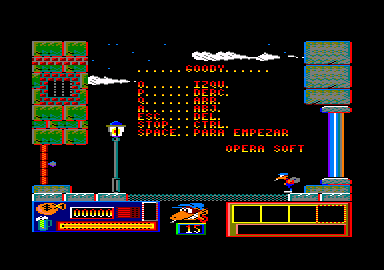 ......GOODY......
O...... IZQU.
P...... DERC.
Q...... ARR.
A...... ABJ.
ESC.... DEL.
STOP... CTRL.
SPACE.. PARA EMPEZAR
OPERA SOFT
00000
15